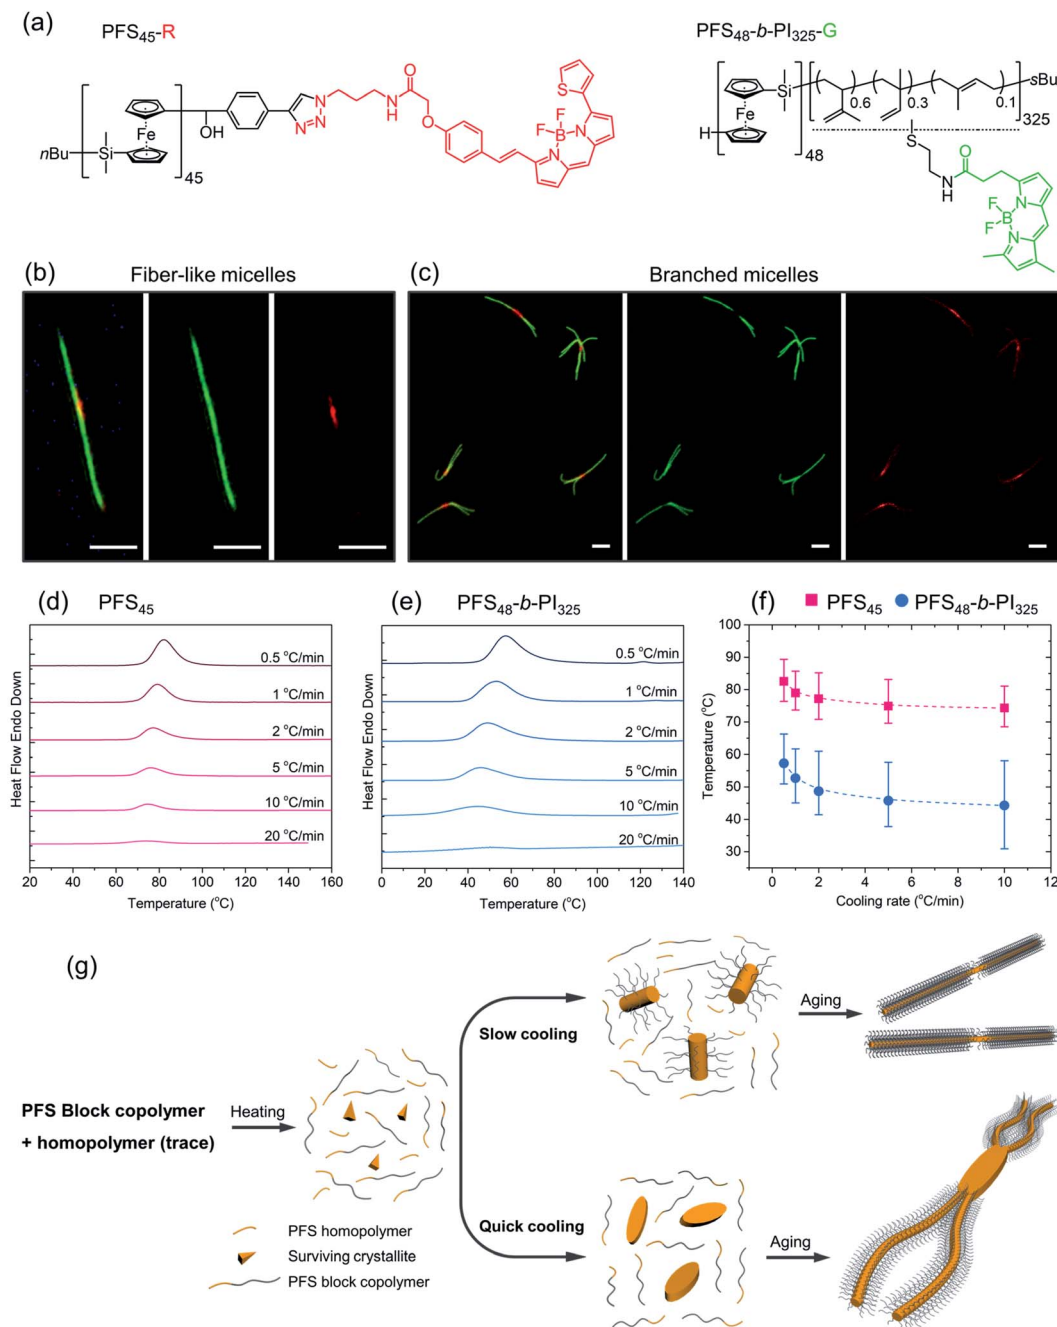 (a)
PFS45-R
PFS48-b-PI325-G
nBu
Si
Fe
45
OH
N
N=N
N
H
O
O
S
F
F
B
N
N
Si
Fe
H
48
0.6
0.3
0.1
sBu
325
S
N
H
O
F
F
B
N
N
(b)
Fiber-like micelles
(c)
Branched micelles
(d)
PFS45
Heat Flow Endo Down
0.5 °C/min
1 °C/min
2 °C/min
5 °C/min
10 °C/min
20 °C/min
20 40 60 80 100 120 140 160
Temperature (°C)
(e)
PFS48-b-PI325
Heat Flow Endo Down
0.5 °C/min
1 °C/min
2 °C/min
5 °C/min
10 °C/min
20 °C/min
0 20 40 60 80 100 120 140
Temperature (°C)
(f)
PFS45
PFS48-b-PI325
Temperature (°C)
100
90
80
70
60
50
40
30
0 2 4 6 8 10 12
Cooling rate (°C/min)
(g)
PFS Block copolymer
+ homopolymer (trace)
Heating
Slow cooling
Aging
Quick cooling
Aging
PFS homopolymer
Surviving crystallite
PFS block copolymer